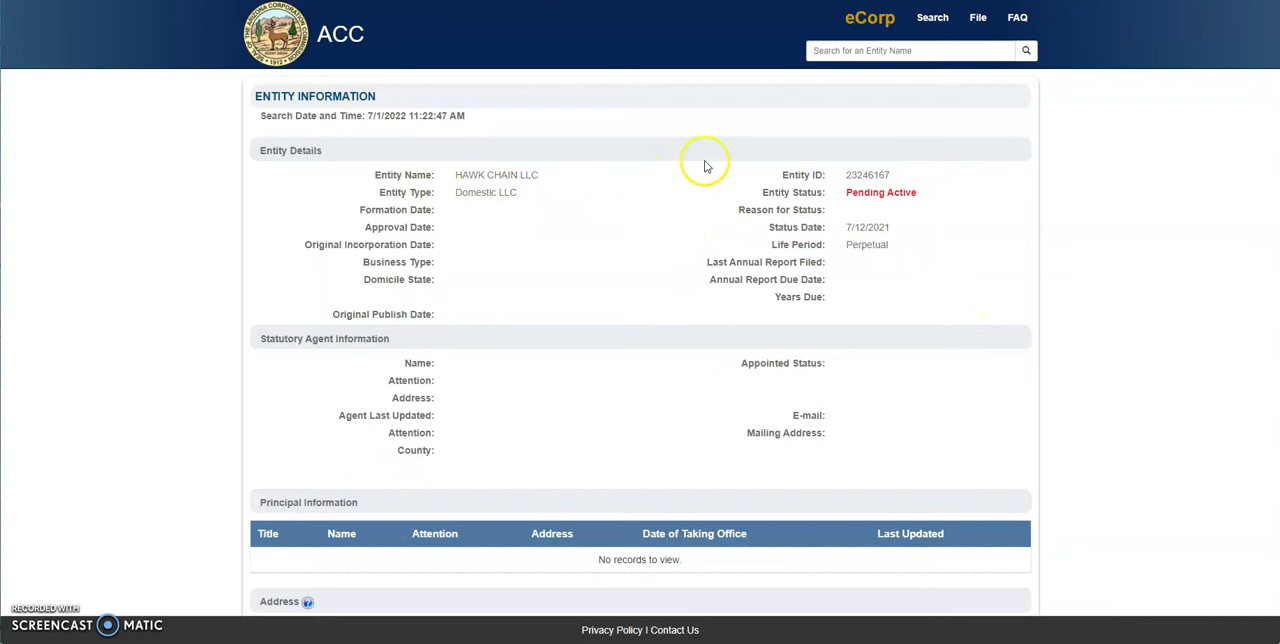 ACC
eCorp Search File FAQ
Search for an Entity Name
ENTITY INFORMATION
Search Date and Time: 7/1/2022 11:22:47 AM
Entity Details
Entity Name: HAWK CHAIN LLC Entity ID: 23246167
Entity Type: Domestic LLC Entity Status: Pending Active
Formation Date: Reason for Status:
Approval Date: Status Date: 7/12/2021
Original Incorporation Date: Life Period: Perpetual
Business Type: Last Annual Report Filed:
Domicile State: Annual Report Due Date:
Years Due:
Original Publish Date:
Statutory Agent Information
Name: Appointed Status:
Attention:
Address:
Agent Last Updated: E-mail:
Attention: Mailing Address:
County:
Principal Information
Title Name Attention Address Date of Taking Office Last Updated
No records to view.
Address ?
RECORDED WITH
SCREENCAST MATIC
Privacy Policy | Contact Us